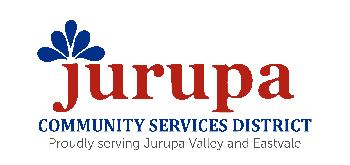 jurupa
COMMUNITY SERVICES DISTRICT
Proudly serving Jurupa Valley and Eastvale